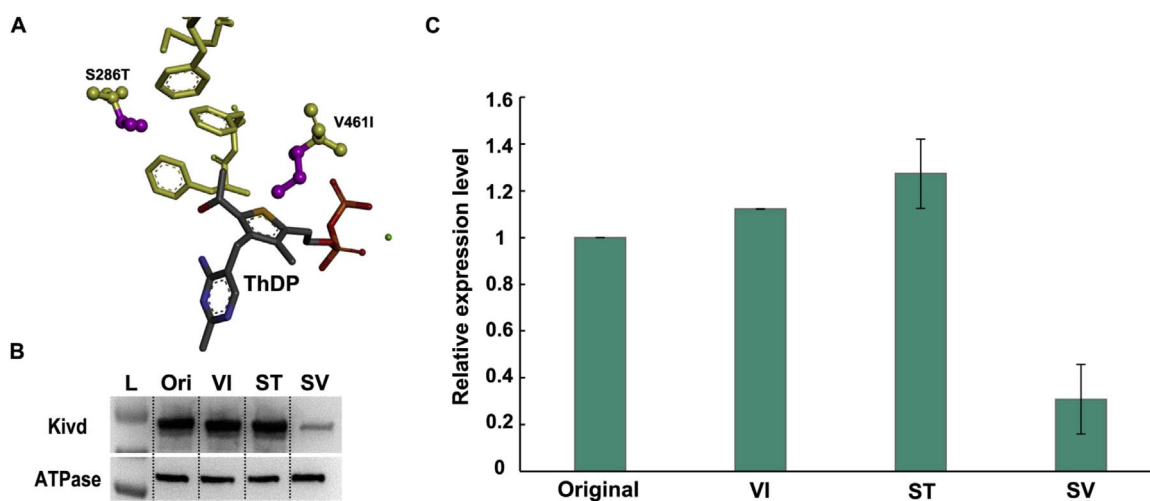 A
S286T
V461I
ThDP
B
L Ori VI ST SV
Kivd
ATPase
C
Relative expression level
1.6
1.4
1.2
1
0.8
0.6
0.4
0.2
0
Original VI ST SV